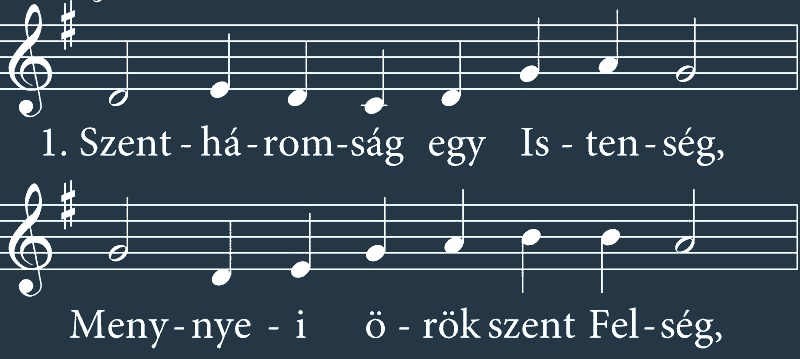 1. Szent - há - rom - ság egy Is - ten - ség,
Meny - nye - i ö - rök szent Fel - ség,